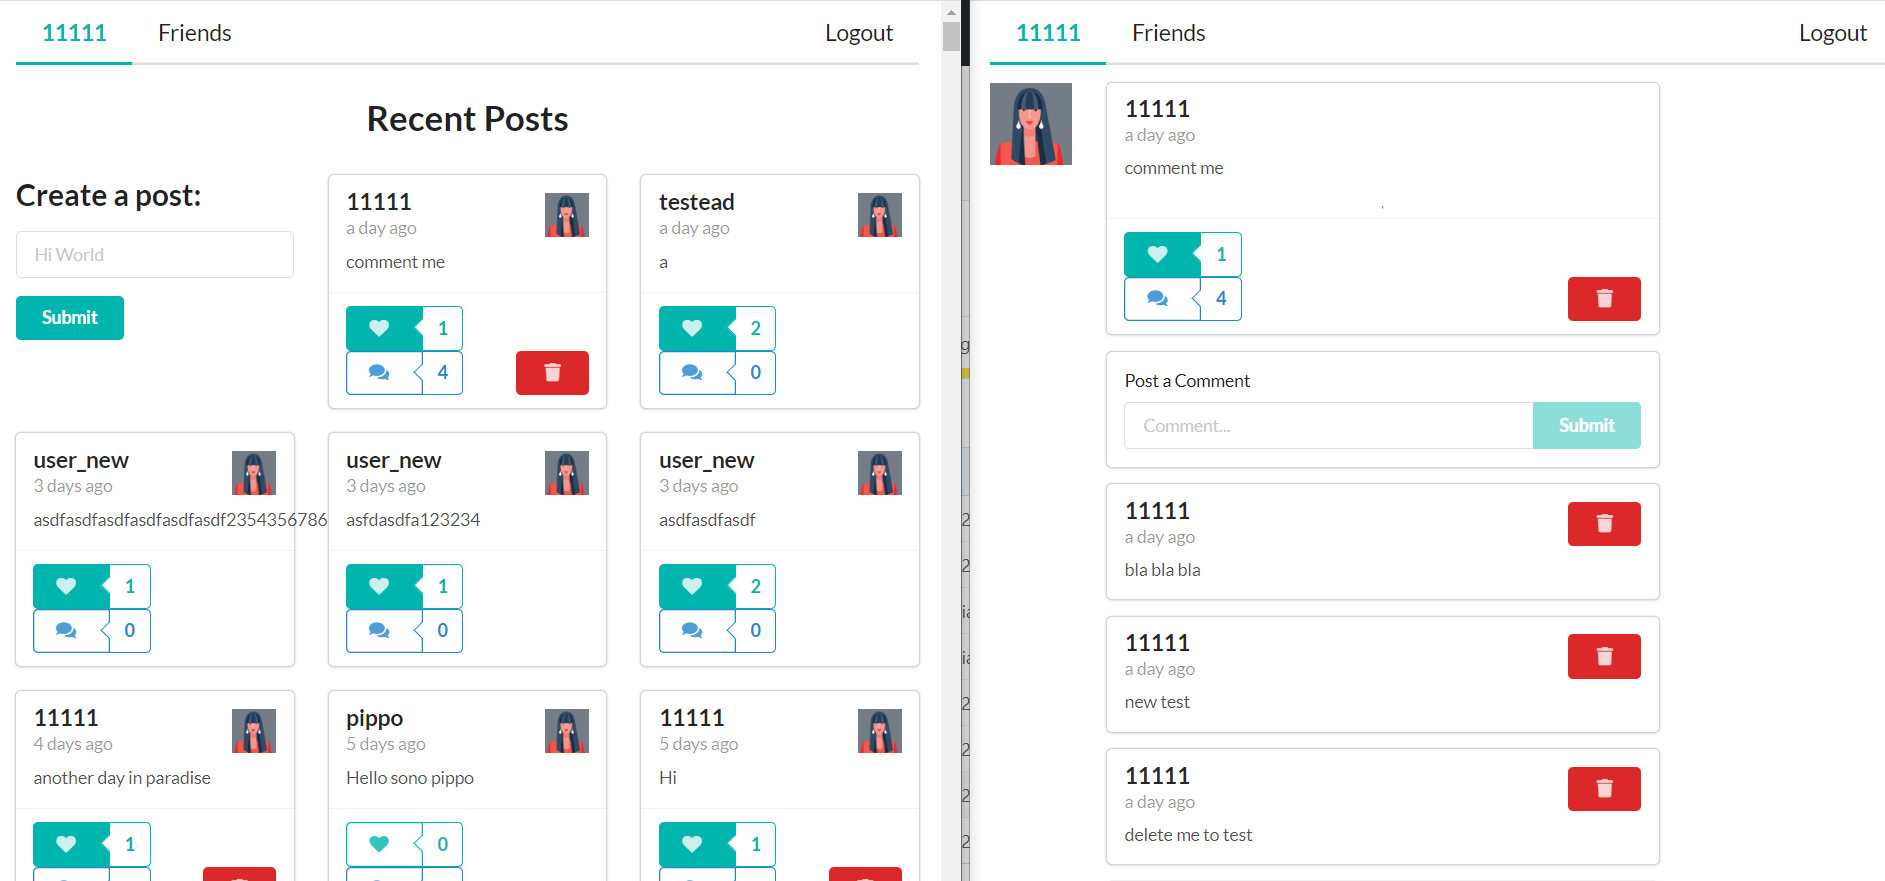 11111 Friends Logout
Recent Posts
Create a post:
Hi World
Submit
11111
a day ago
comment me
1
4
testead
a day ago
a
2
0
user_new
3 days ago
asdfasdfasdfasdfasdfasdf2354356786
1
0
user_new
3 days ago
asfdasdfa123234
1
0
user_new
3 days ago
asdfasdfasdf
2
0
11111
4 days ago
another day in paradise
1
pippo
5 days ago
Hello sono pippo
0
11111
5 days ago
Hi
1
11111 Friends Logout
11111
a day ago
comment me
1
4
Post a Comment
Comment...
Submit
11111
a day ago
bla bla bla
11111
a day ago
new test
11111
a day ago
delete me to test